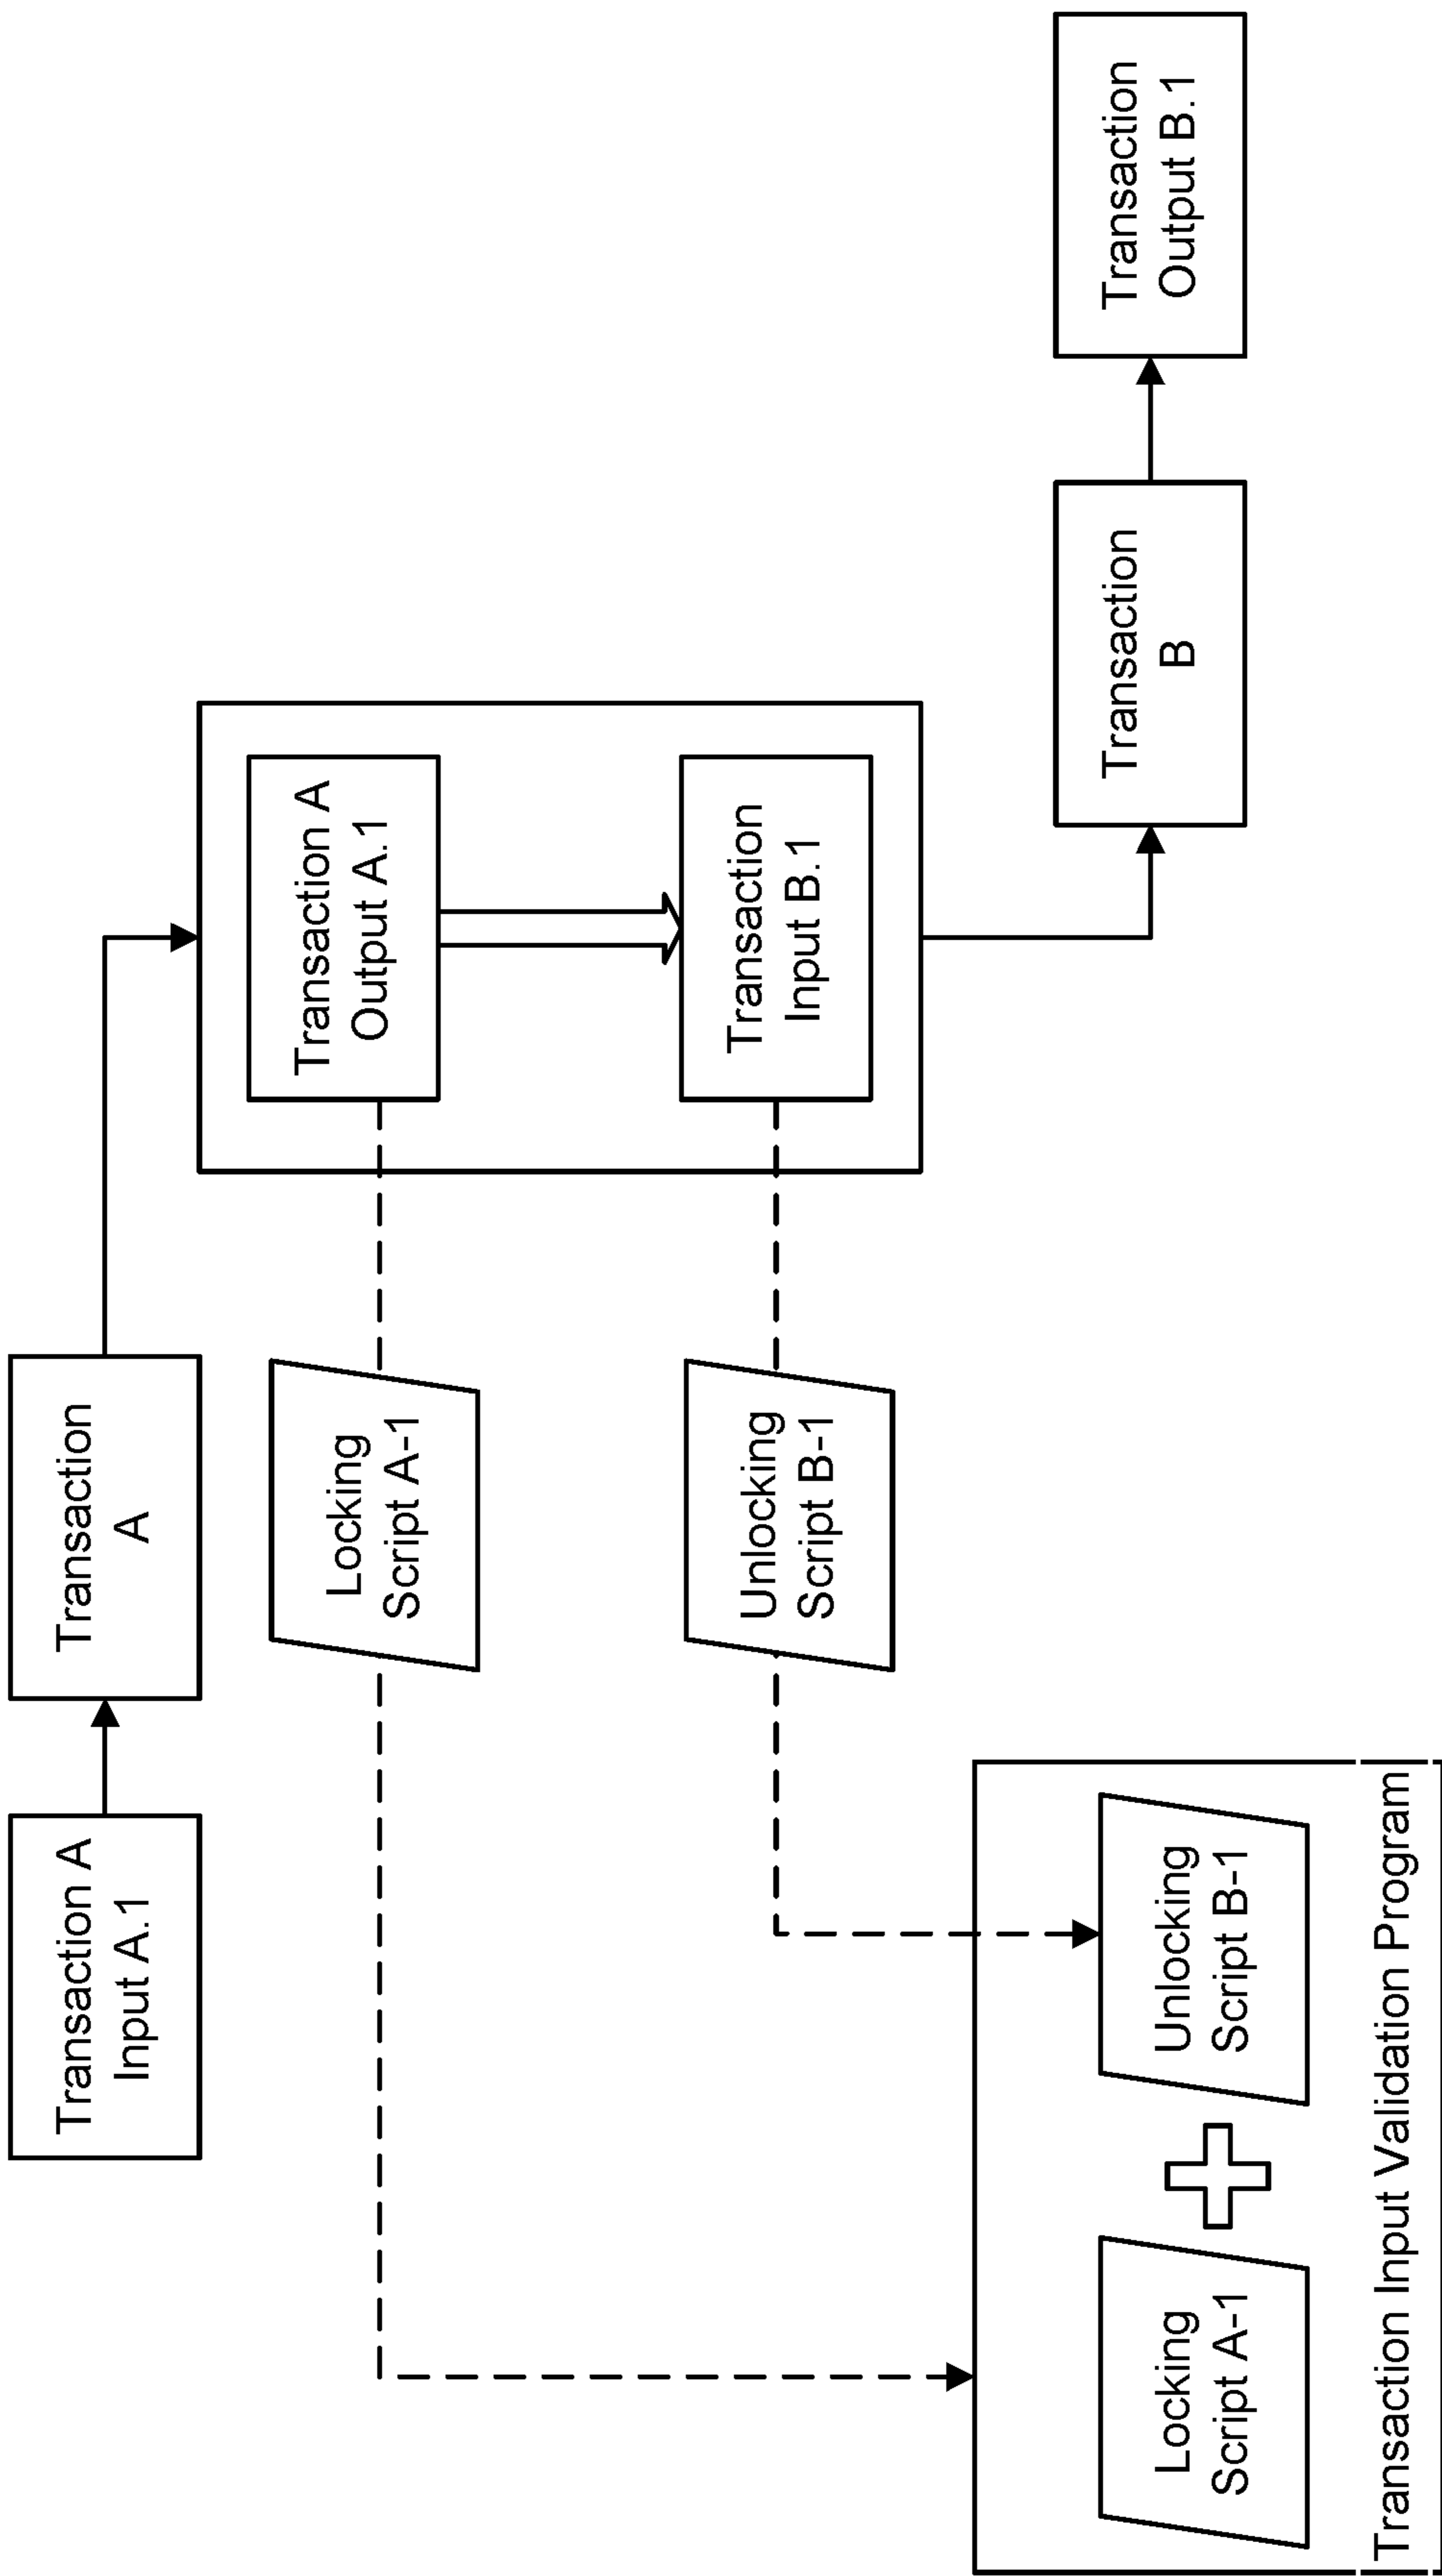 Transaction A
Input A.1
Transaction
A
Locking
Script A-1
Transaction A
Output A.1
Unlocking
Script B-1
Transaction
Input B.1
Locking
Script A-1
Unlocking
Script B-1
Transaction Input Validation Program
Transaction
B
Transaction
Output B.1